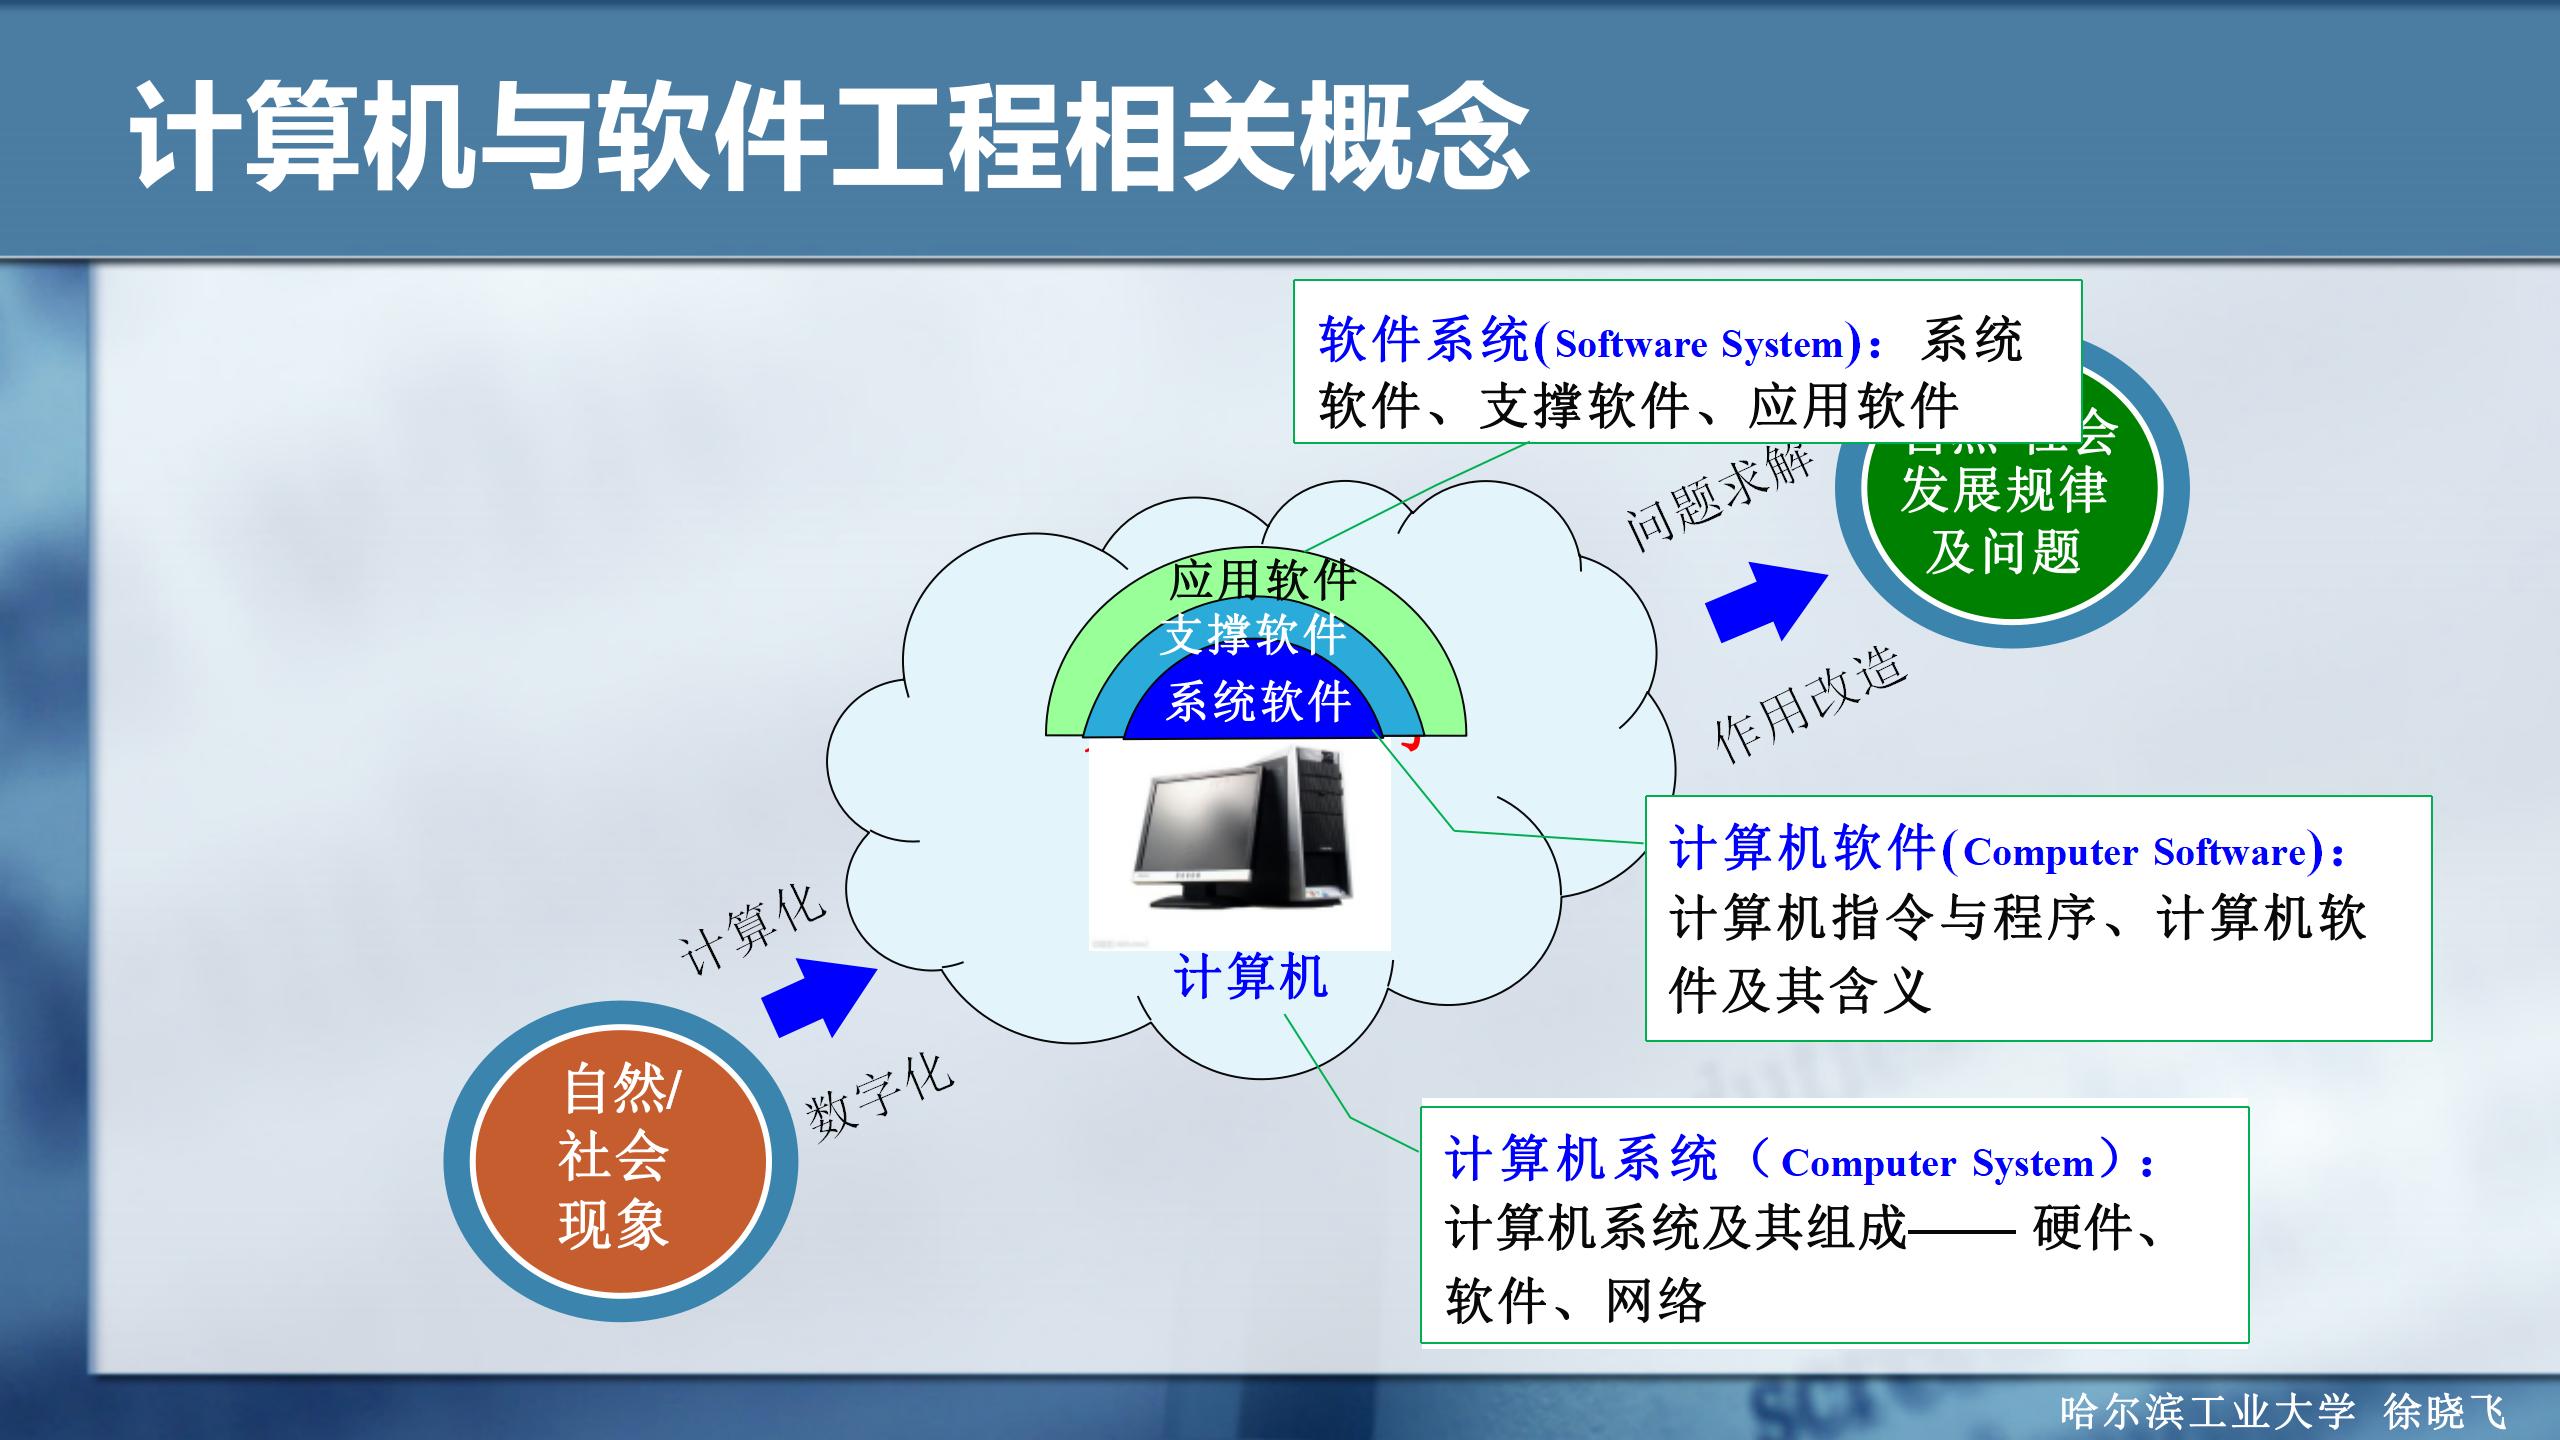 计算机与软件工程相关概念
软件系统(Software System)：系统
软件、支撑软件、应用软件
自然 社会
发展规律
及问题
问题求解
作用改造
应用软件
支撑软件
系统软件
计算机
计算机软件(Computer Software)：
计算机指令与程序、计算机软
件及其含义
计算化
数字化
自然/
社会
现象
计算机系统（Computer System）：
计算机系统及其组成—— 硬件、
软件、网络
哈尔滨工业大学 徐晓飞